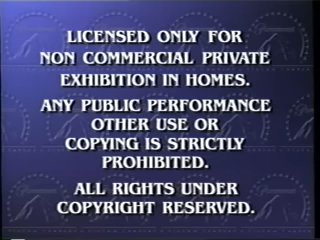 LICENSED ONLY FOR
NON COMMERCIAL PRIVATE
EXHIBITION IN HOMES.
ANY PUBLIC PERFORMANCE
OTHER USE OR
COPYING IS STRICTLY
PROHIBITED.
ALL RIGHTS UNDER
COPYRIGHT RESERVED.